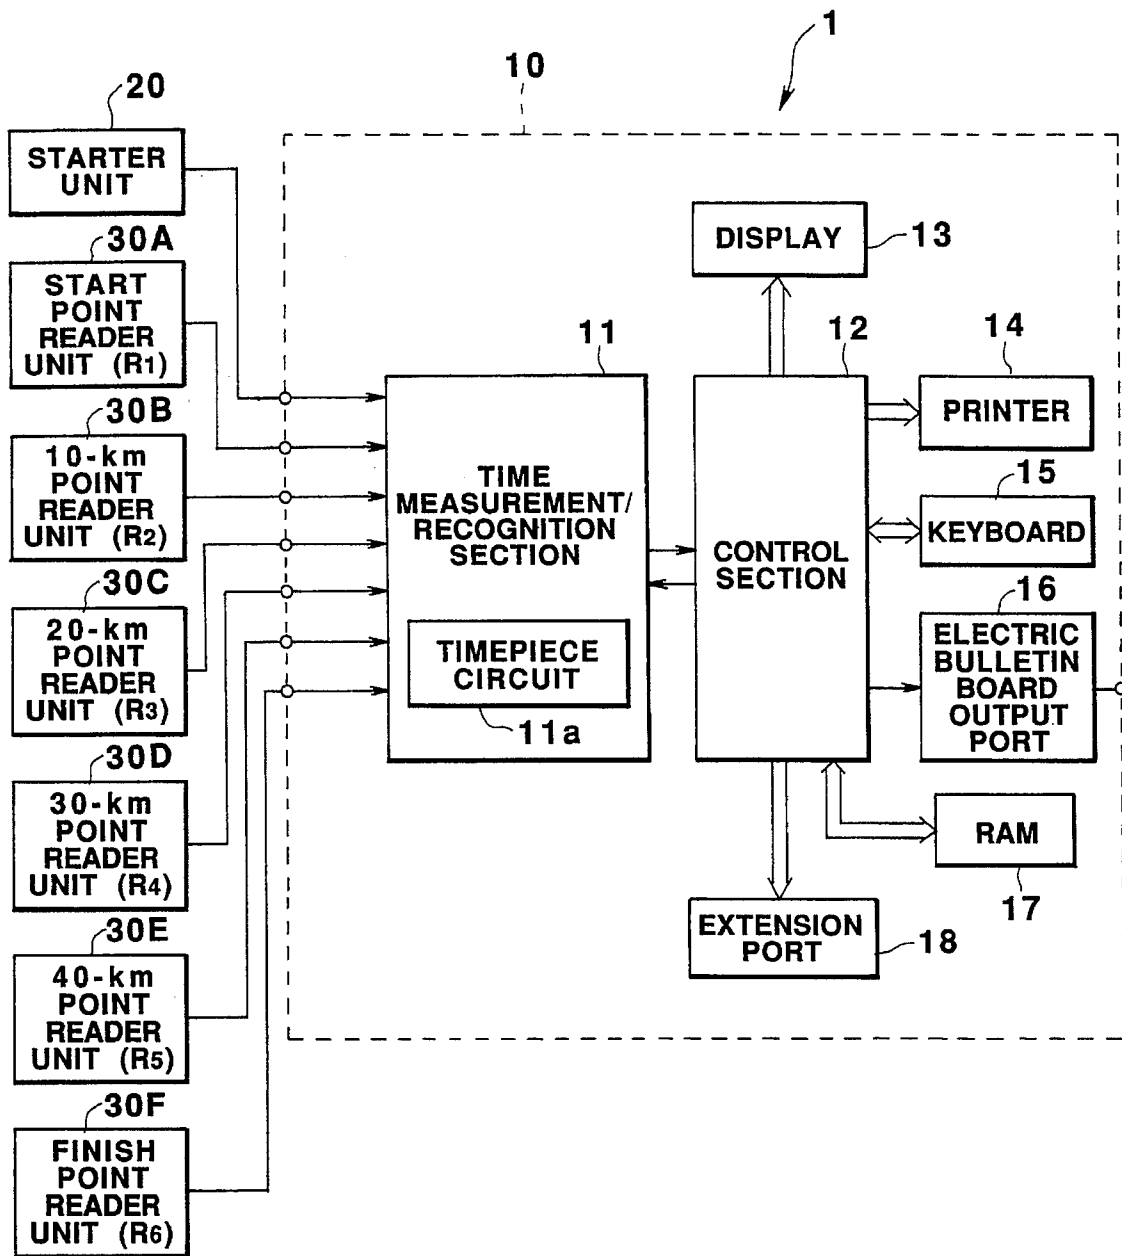 1
10
20
STARTER
UNIT
30A
START
POINT
READER
UNIT (R1)
30B
10-km
POINT
READER
UNIT (R2)
30C
20-km
POINT
READER
UNIT (R3)
30D
30-km
POINT
READER
UNIT (R4)
30E
40-km
POINT
READER
UNIT (R5)
30F
FINISH
POINT
READER
UNIT (R6)
11
TIME
MEASUREMENT/
RECOGNITION
SECTION
TIMEPIECE
CIRCUIT
11a
DISPLAY
13
12
CONTROL
SECTION
14
PRINTER
15
KEYBOARD
16
ELECTRIC
BULLETIN
BOARD
OUTPUT
PORT
RAM
17
EXTENSION
PORT
18